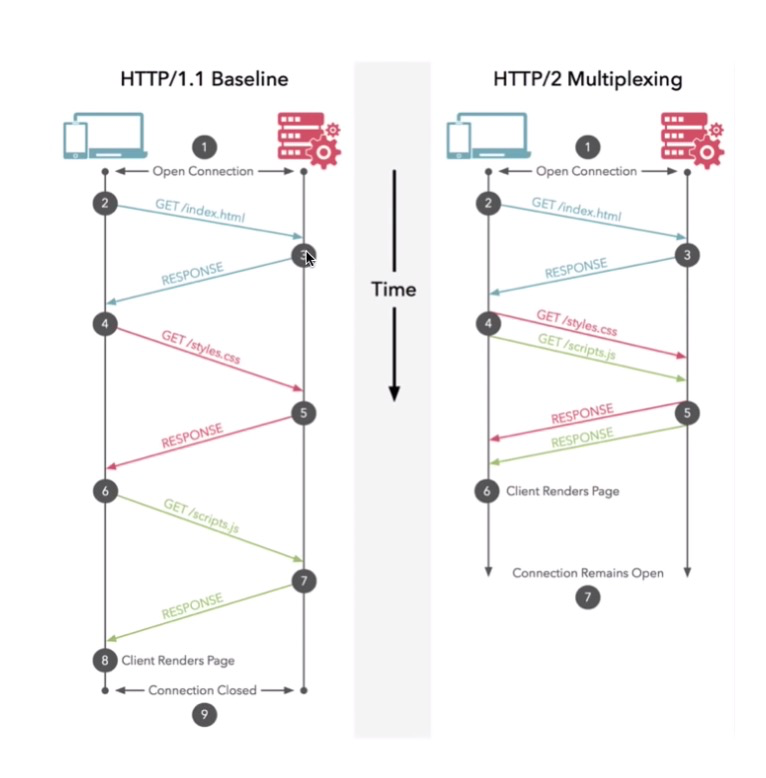 HTTP/1.1 Baseline
1
Open Connection
2
GET /index.html
3
RESPONSE
4
GET /styles.css
5
RESPONSE
6
GET /scripts.js
7
RESPONSE
8
Client Renders Page
Connection Closed
9
Time
HTTP/2 Multiplexing
1
Open Connection
2
GET /index.html
3
RESPONSE
4
GET /styles.css
GET /scripts.js
5
RESPONSE
RESPONSE
6
Client Renders Page
Connection Remains Open
7